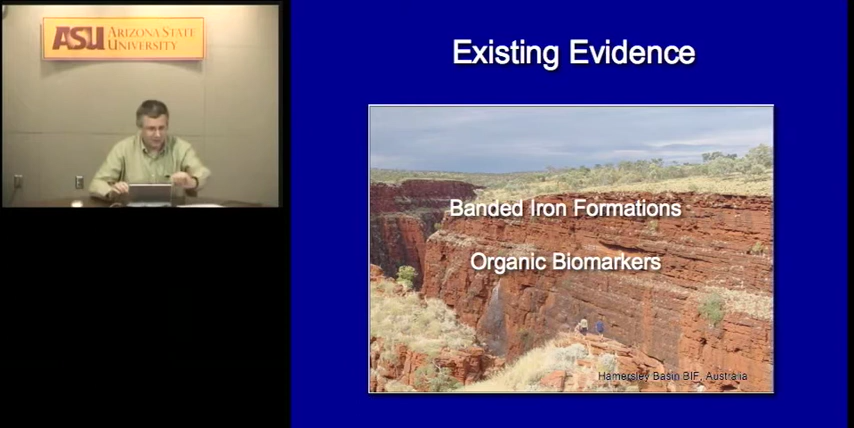 ASU ARIZONA STATE
UNIVERSITY
Existing Evidence
Banded Iron Formations
Organic Biomarkers
Hamersley Basin BIF, Australia